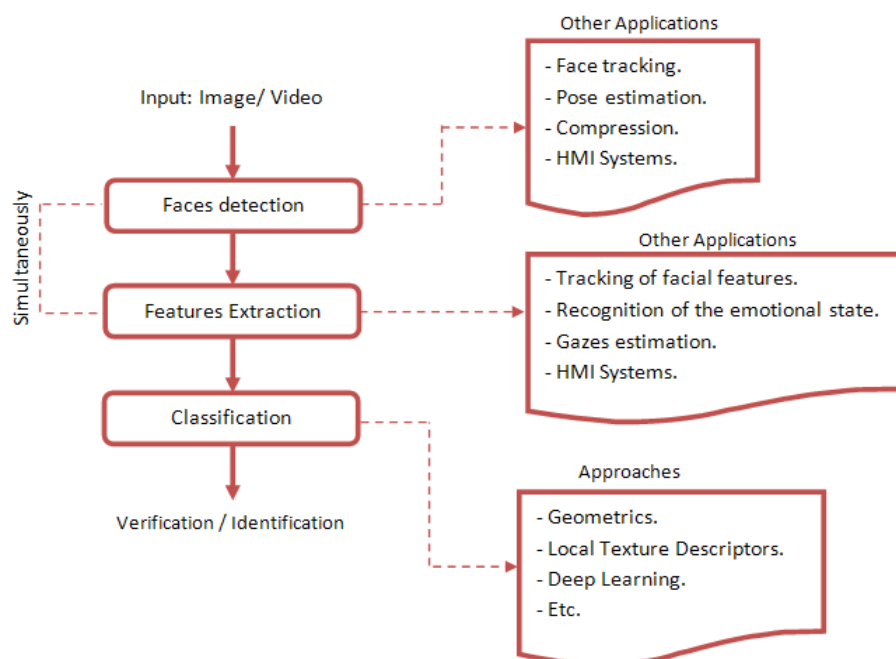 Other Applications
- Face tracking.
- Pose estimation.
- Compression.
- HMI Systems.
Input: Image/ Video
Faces detection
Simultaneously
Features Extraction
Classification
Verification / Identification
Other Applications
- Tracking of facial features.
- Recognition of the emotional state.
- Gazes estimation.
- HMI Systems.
Approaches
- Geometrics.
- Local Texture Descriptors.
- Deep Learning.
- Etc.